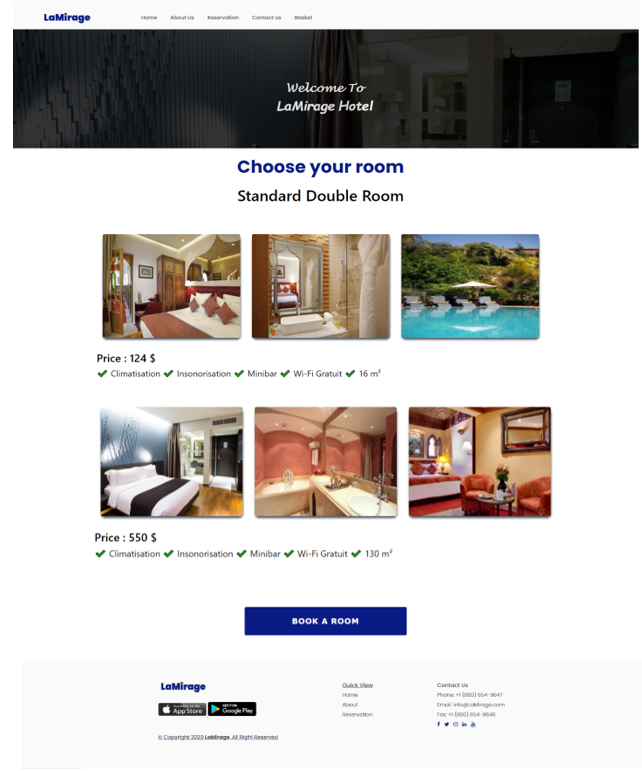 LaMirage
Home About Us Reservation Contact us Basket
Welcome To
LaMirage Hotel
Choose your room
Standard Double Room
Price : 124 $
✔ Climatisation ✔ Insonorisation ✔ Minibar ✔ Wi-Fi Gratuit ✔ 16 m²
Price : 550 $
✔ Climatisation ✔ Insonorisation ✔ Minibar ✔ Wi-Fi Gratuit ✔ 130 m²
BOOK A ROOM
LaMirage
App Store
GET IT ON
Google Play
© Copyright 2020 LaMirage. All Right Reserved
Quick View
Home
About
Reservation
Contact Us
Phone: +1 (800) 654-9647
Email: info@LaMirage.com
Fax: +1 (800) 654-9646